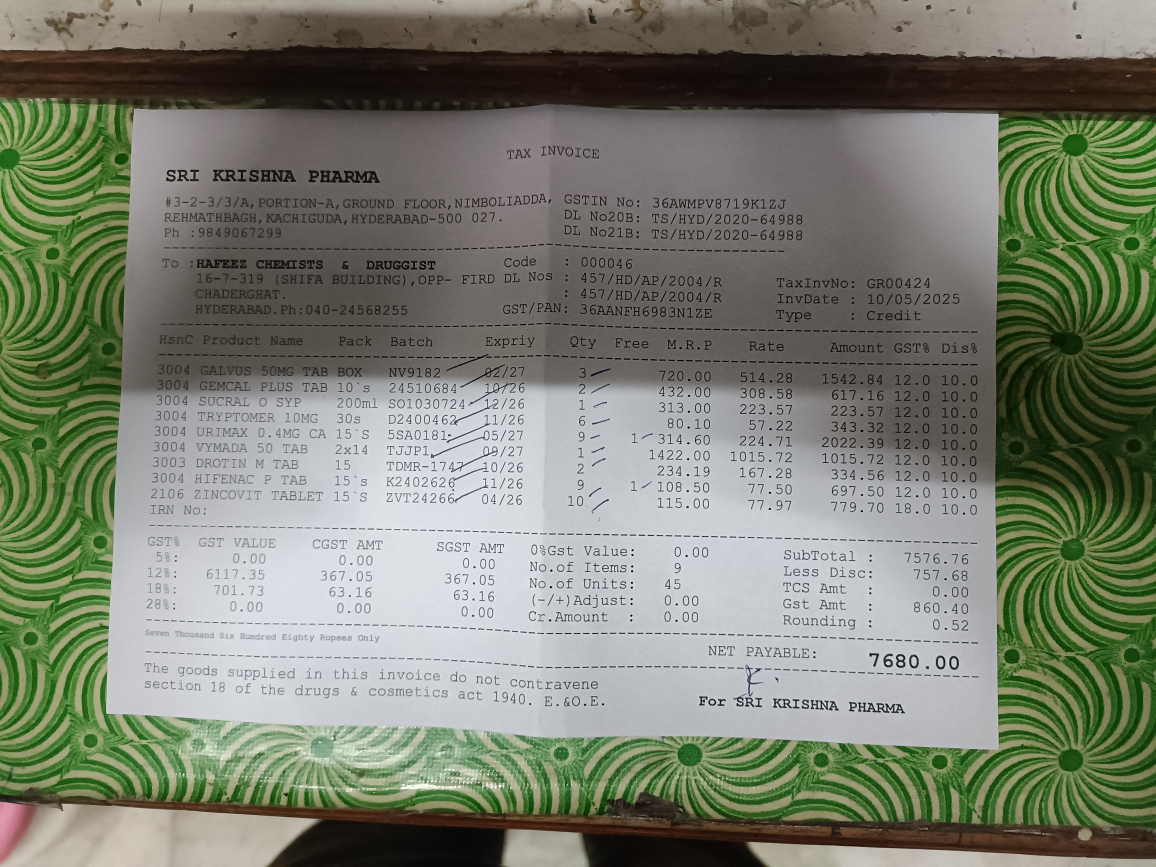 TAX INVOICE
SRI KRISHNA PHARMA
#3-2-3/3/A,PORTION-A,GROUND FLOOR,NIMBOLIADDA, GSTIN No: 36AWMPV8719K1ZJ
REHMATHBAGH,KACHIGUDA,HYDERABAD-500 027. DL No20B: TS/HYD/2020-64988
Ph :9849067299 DL No21B: TS/HYD/2020-64988
To :HAFEEZ CHEMISTS & DRUGGIST Code : 000046
16-7-319 (SHIFA BUILDING),OPP- FIRD DL Nos : 457/HD/AP/2004/R TaxInvNo: GR00424
CHADERGHAT. : 457/HD/AP/2004/R InvDate : 10/05/2025
HYDERABAD.Ph:040-24568255 GST/PAN: 36AANFH6983N1ZE Type : Credit
HsnC Product Name Pack Batch Expriy Qty Free M.R.P Rate Amount GST% Dis%
3004 GALVUS 50MG TAB BOX NV9182 02/27 3 720.00 514.28 1542.84 12.0 10.0
3004 GEMCAL PLUS TAB 10`s 24510684 10/26 2 432.00 308.58 617.16 12.0 10.0
3004 SUCRAL O SYP 200ml SO1030724 12/26 1 313.00 223.57 223.57 12.0 10.0
3004 TRYPTOMER 10MG 30s D2400462 11/26 6 80.10 57.22 343.32 12.0 10.0
3004 URIMAX 0.4MG CA 15`S 5SA0181 05/27 9 1 314.60 224.71 2022.39 12.0 10.0
3004 VYMADA 50 TAB 2x14 TJJP1 09/27 1 1422.00 1015.72 1015.72 12.0 10.0
3003 DROTIN M TAB 15 TDMR-1747 10/26 2 234.19 167.28 334.56 12.0 10.0
3004 HIFENAC P TAB 15`s K2402626 11/26 9 1 108.50 77.50 697.50 12.0 10.0
2106 ZINCOVIT TABLET 15`S ZVT24266 04/26 10 115.00 77.97 779.70 18.0 10.0
IRN No:
GST% GST VALUE CGST AMT SGST AMT 0%Gst Value: 0.00 SubTotal : 7576.76
5%: 0.00 0.00 0.00 No.of Items: 9 Less Disc: 757.68
12%: 6117.35 367.05 367.05 No.of Units: 45 TCS Amt : 0.00
18%: 701.73 63.16 63.16 (-/+)Adjust: 0.00 Gst Amt : 860.40
28%: 0.00 0.00 0.00 Cr.Amount : 0.00 Rounding : 0.52
Seven Thousand Six Hundred Eighty Rupees Only
NET PAYABLE: 7680.00
The goods supplied in this invoice do not contravene
section 18 of the drugs & cosmetics act 1940. E.&O.E.
For SRI KRISHNA PHARMA